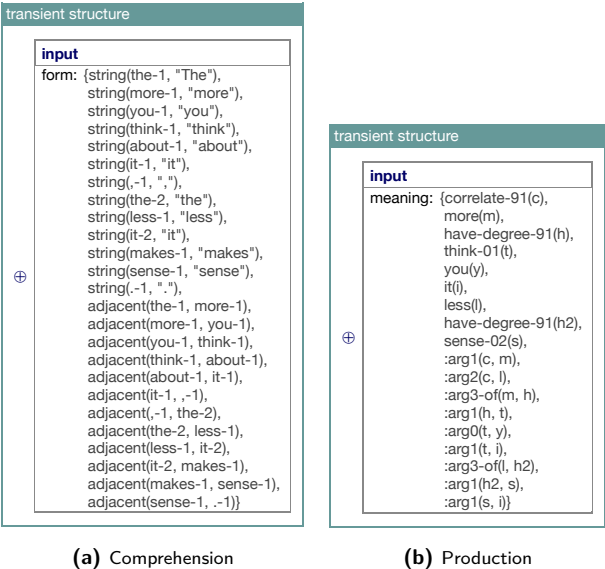 transient structure
input
form: {string(the-1, "The"),
string(more-1, "more"),
string(you-1, "you"),
string(think-1, "think"),
string(about-1, "about"),
string(it-1, "it"),
string(,-1, ","),
string(the-2, "the"),
string(less-1, "less"),
string(it-2, "it"),
string(makes-1, "makes"),
string(sense-1, "sense"),
string(.-1, "."),
adjacent(the-1, more-1),
adjacent(more-1, you-1),
adjacent(you-1, think-1),
adjacent(think-1, about-1),
adjacent(about-1, it-1),
adjacent(it-1, ,-1),
adjacent(,-1, the-2),
adjacent(the-2, less-1),
adjacent(less-1, it-2),
adjacent(it-2, makes-1),
adjacent(makes-1, sense-1),
adjacent(sense-1, .-1)}
⊕
(a) Comprehension
transient structure
input
meaning: {correlate-91(c),
more(m),
have-degree-91(h),
think-01(t),
you(y),
it(i),
less(l),
have-degree-91(h2),
sense-02(s),
:arg1(c, m),
:arg2(c, l),
:arg3-of(m, h),
:arg1(h, t),
:arg0(t, y),
:arg1(t, i),
:arg3-of(l, h2),
:arg1(h2, s),
:arg1(s, i)}
⊕
(b) Production